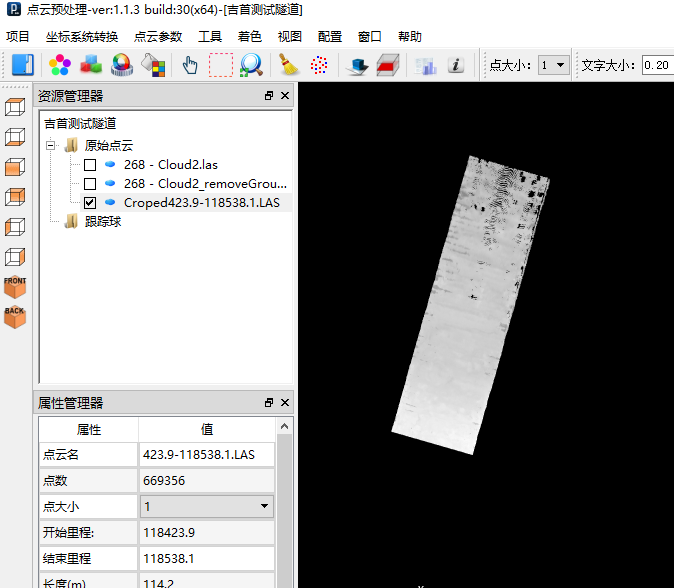 点云预处理-ver:1.1.3 build:30(x64)-[吉首测试隧道]
项目 坐标系统转换 点云参数 工具 着色 视图 配置 窗口 帮助
点大小: 1 文字大小: 0.20
资源管理器
吉首测试隧道
原始点云
268 - Cloud2.las
268 - Cloud2_removeGrou...
Croped423.9-118538.1.LAS
跟踪球
FRONT
BACK
属性管理器
属性 值
点云名 423.9-118538.1.LAS
点数 669356
点大小 1
开始里程: 118423.9
结束里程 118538.1
长度(m) 114.2